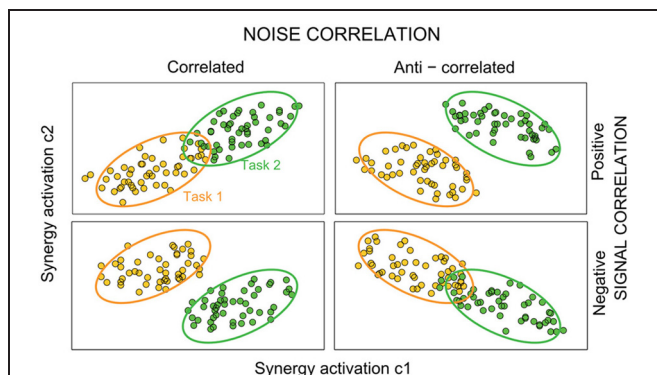 NOISE CORRELATION
Correlated
Anti - correlated
Synergy activation c2
Task 2
Task 1
Positive
Negative
SIGNAL CORRELATION
Synergy activation c1